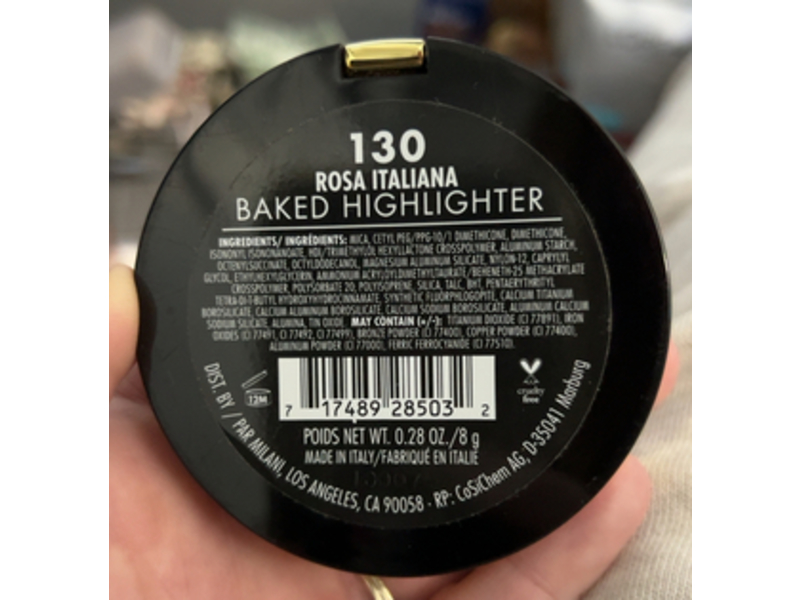 130
ROSA ITALIANA
BAKED HIGHLIGHTER
INGREDIENTS/ INGRÉDIENTS: MICA, CETYL PEG/PPG-10/1 DIMETHICONE, DIMETHICONE,
ISONONYL ISONONANOATE, HDI/TRIMETHYLOL HEXYLLACTONE CROSSPOLYMER, ALUMINUM STARCH,
OCTENYLSUCCINATE, OCTYLDODECANOL, MAGNESIUM ALUMINUM SILICATE, NYLON-12, CAPRYLYL
GLYCOL, ETHYLHEXYLGLYCERIN, AMMONIUM ACRYLOYLDIMETHYLTAURATE/BEHENETH-25 METHACRYLATE
CROSSPOLYMER, POLYSORBATE 20, POLYISOPRENE, SILICA, TALC, BHT, PENTAERYTHRITYL
TETRA-DI-T-BUTYL HYDROXYHYDROCINNAMATE, SYNTHETIC FLUORPHLOGOPITE, CALCIUM TITANIUM
BOROSILICATE, CALCIUM ALUMINUM BOROSILICATE, CALCIUM SODIUM BOROSILICATE, ALUMINUM CALCIUM
SODIUM SILICATE, ALUMINA, TIN OXIDE. MAY CONTAIN (+/-): TITANIUM DIOXIDE (CI 77891), IRON
OXIDES (CI 77491, CI 77492, CI 77499), BRONZE POWDER (CI 77400), COPPER POWDER (CI 77400),
ALUMINUM POWDER (CI 77000), FERRIC FERROCYANIDE (CI 77510).
12M
7 17489 28503 2
cruelty
free
POIDS NET WT. 0.28 OZ./8 g
MADE IN ITALY/FABRIQUÉ EN ITALIE
DIST. BY / PAR MILANI, LOS ANGELES, CA 90058 · RP: CoSiChem AG, D-35041 Marburg